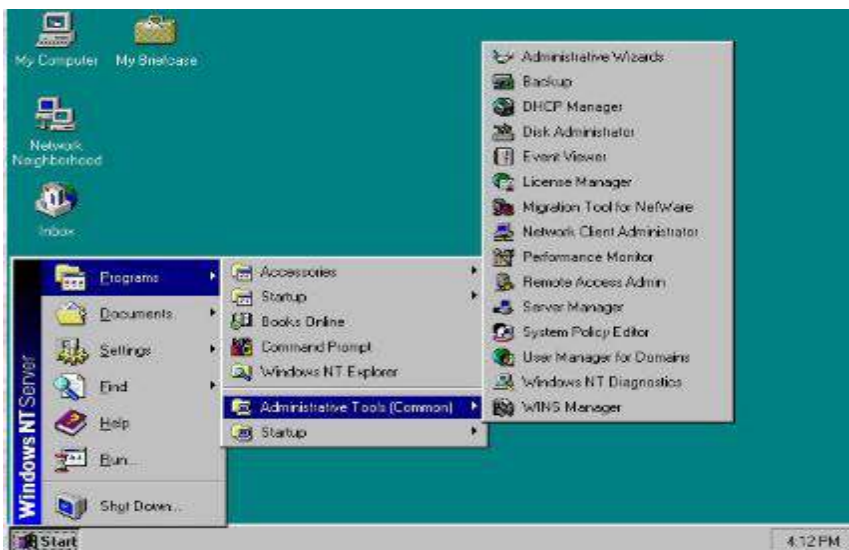 My Computer
My Briefcase
Network
Neighborhood
Inbox
Windows NT Server
Programs
Documents
Settings
Find
Help
Run...
Shut Down...
Accessories
Startup
Books Online
Command Prompt
Windows NT Explorer
Administrative Tools (Common)
Startup
Administrative Wizards
Backup
DHCP Manager
Disk Administrator
Event Viewer
License Manager
Migration Tool for NetWare
Network Client Administrator
Performance Monitor
Remote Access Admin
Server Manager
System Policy Editor
User Manager for Domains
Windows NT Diagnostics
WINS Manager
Start
4:12 PM